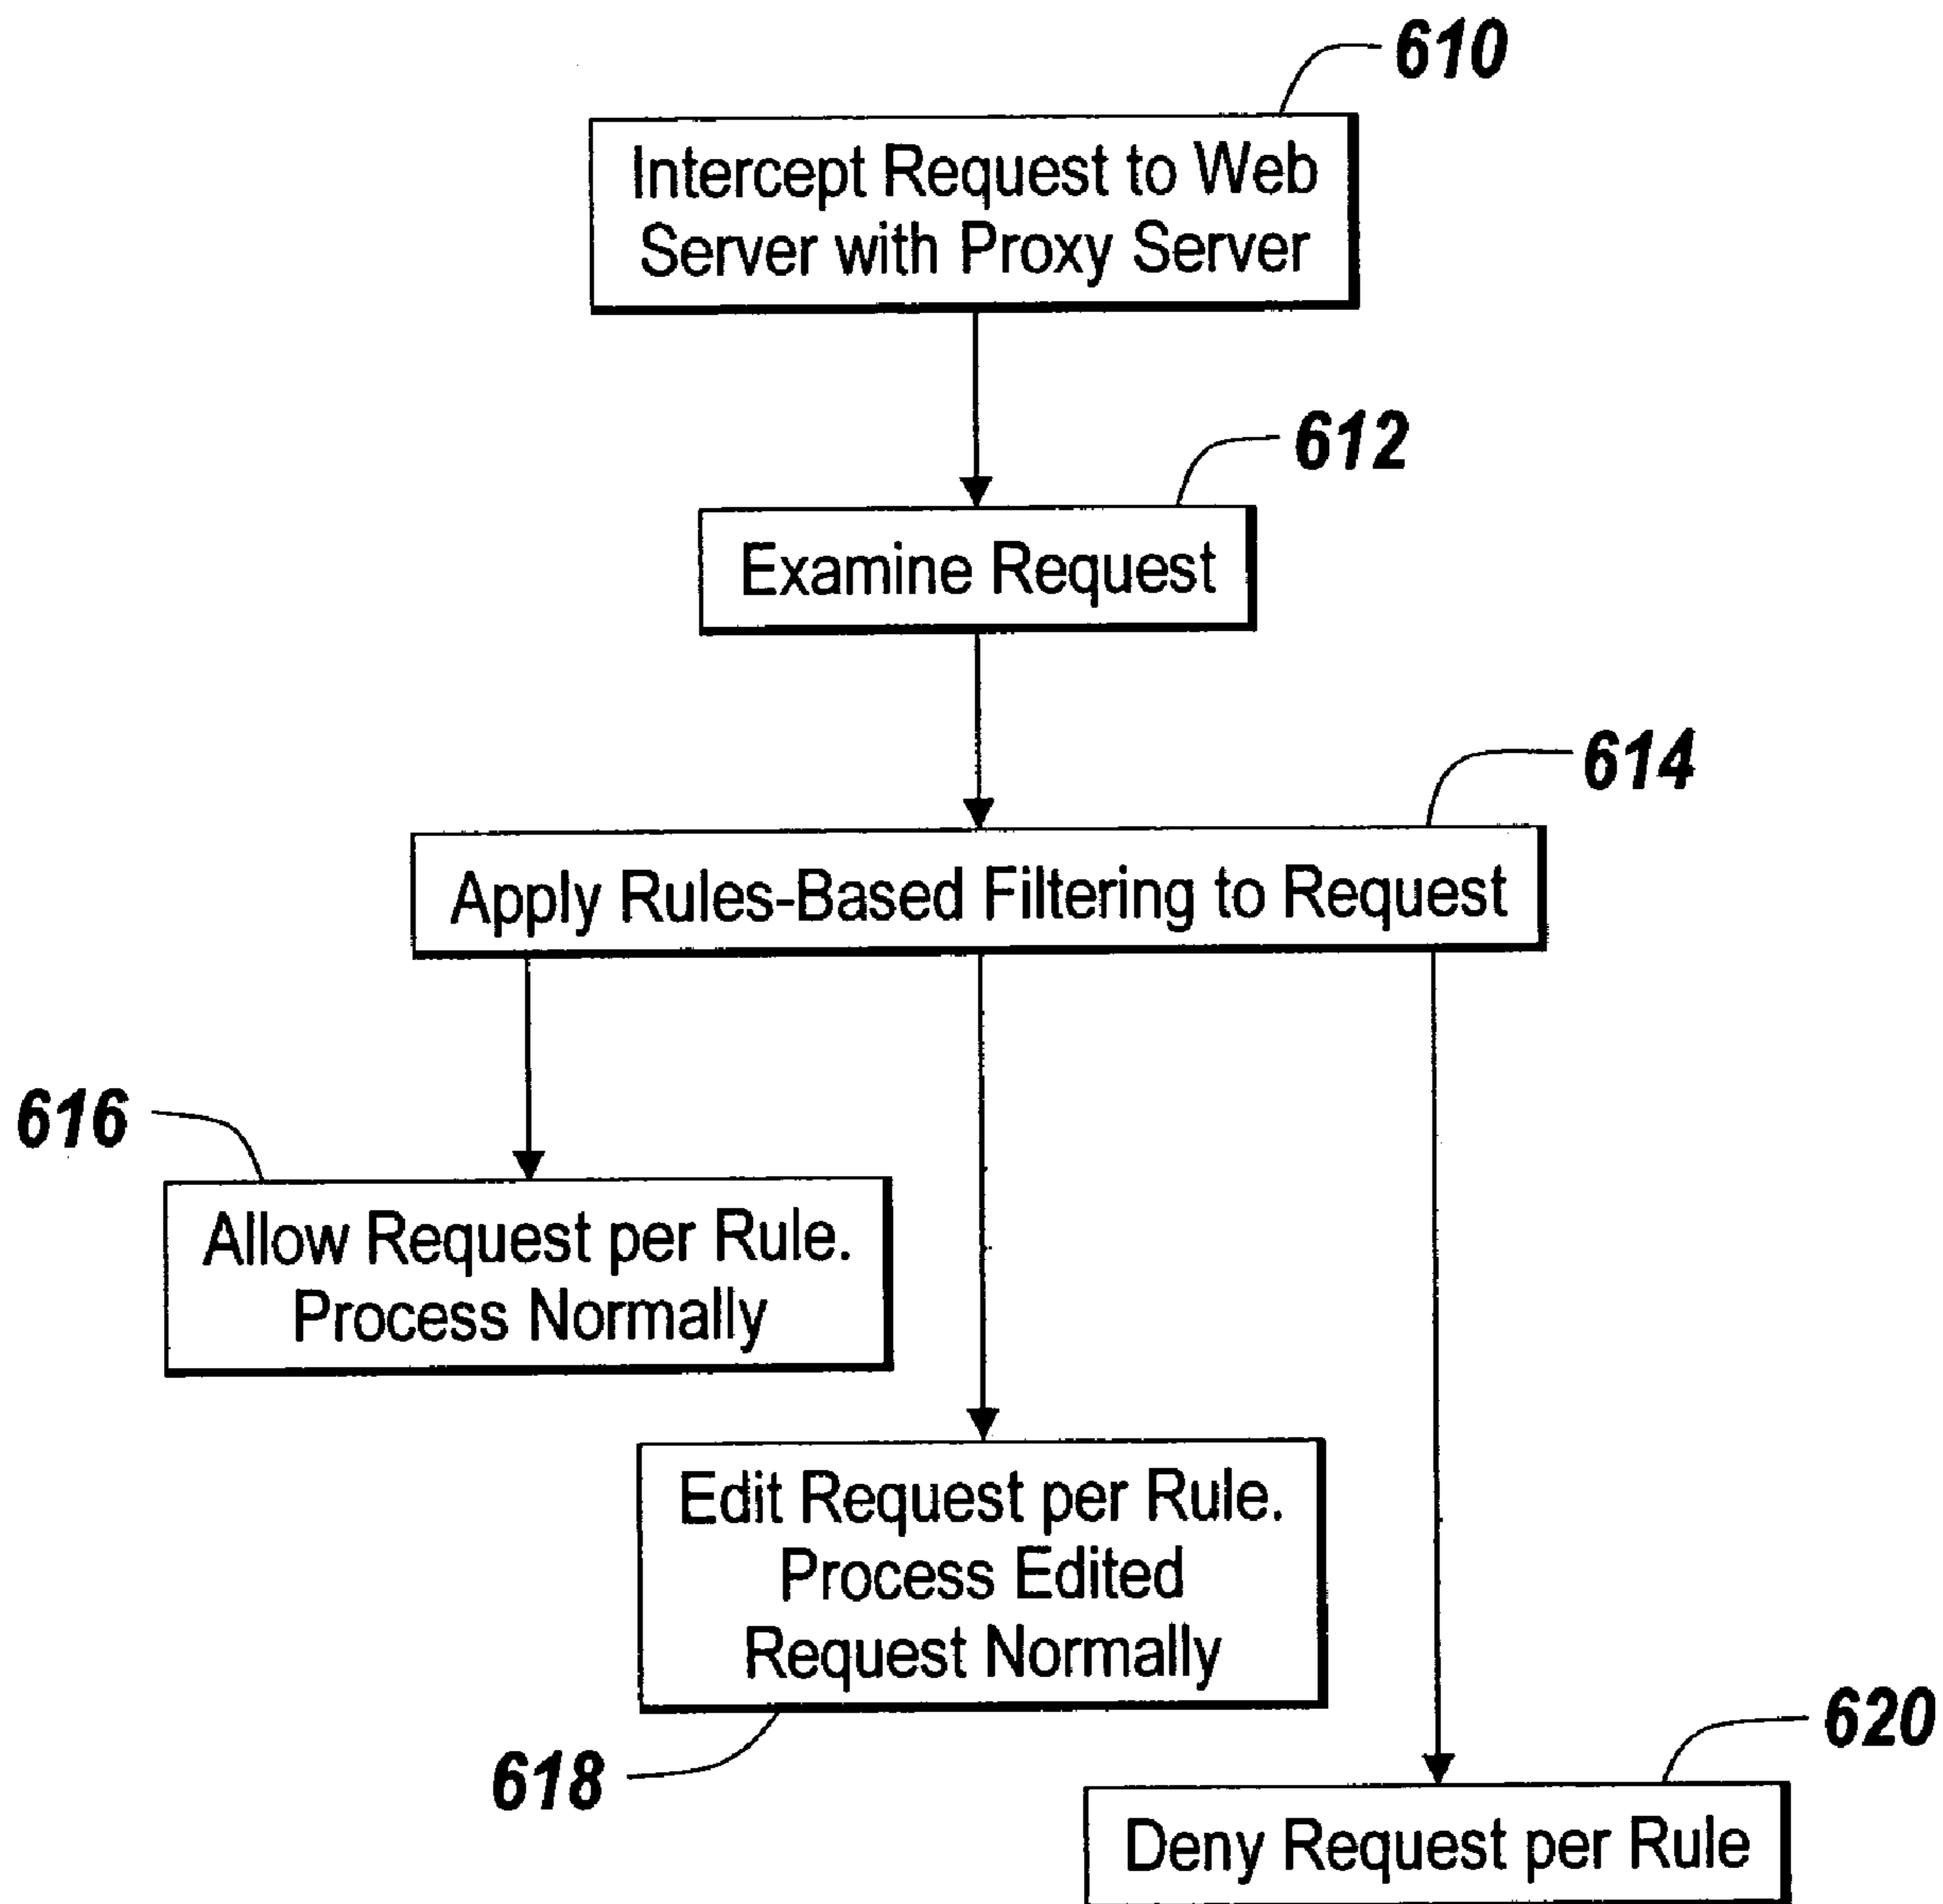 610
Intercept Request to Web
Server with Proxy Server
612
Examine Request
614
Apply Rules-Based Filtering to Request
616
Allow Request per Rule.
Process Normally
Edit Request per Rule.
Process Edited
Request Normally
618
620
Deny Request per Rule